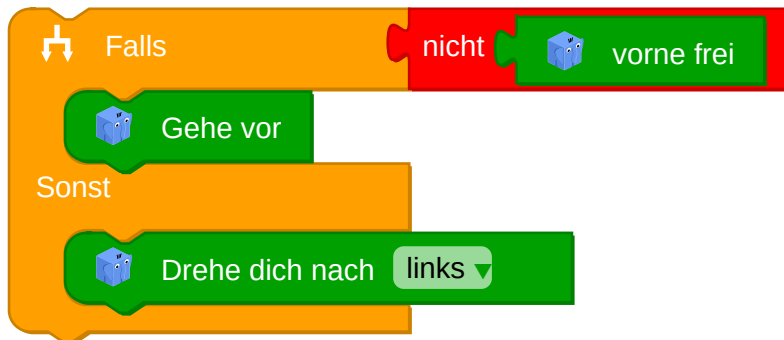 Falls nicht vorne frei
Gehe vor
Sonst
Drehe dich nach links